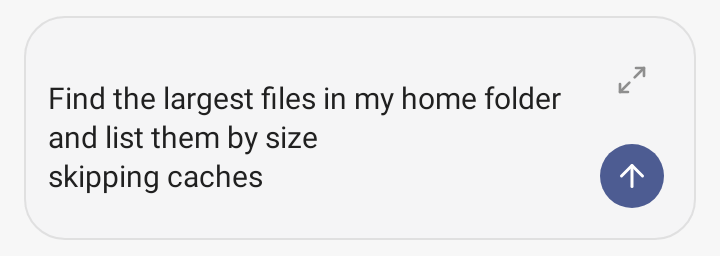 Find the largest files in my home folder
and list them by size
skipping caches